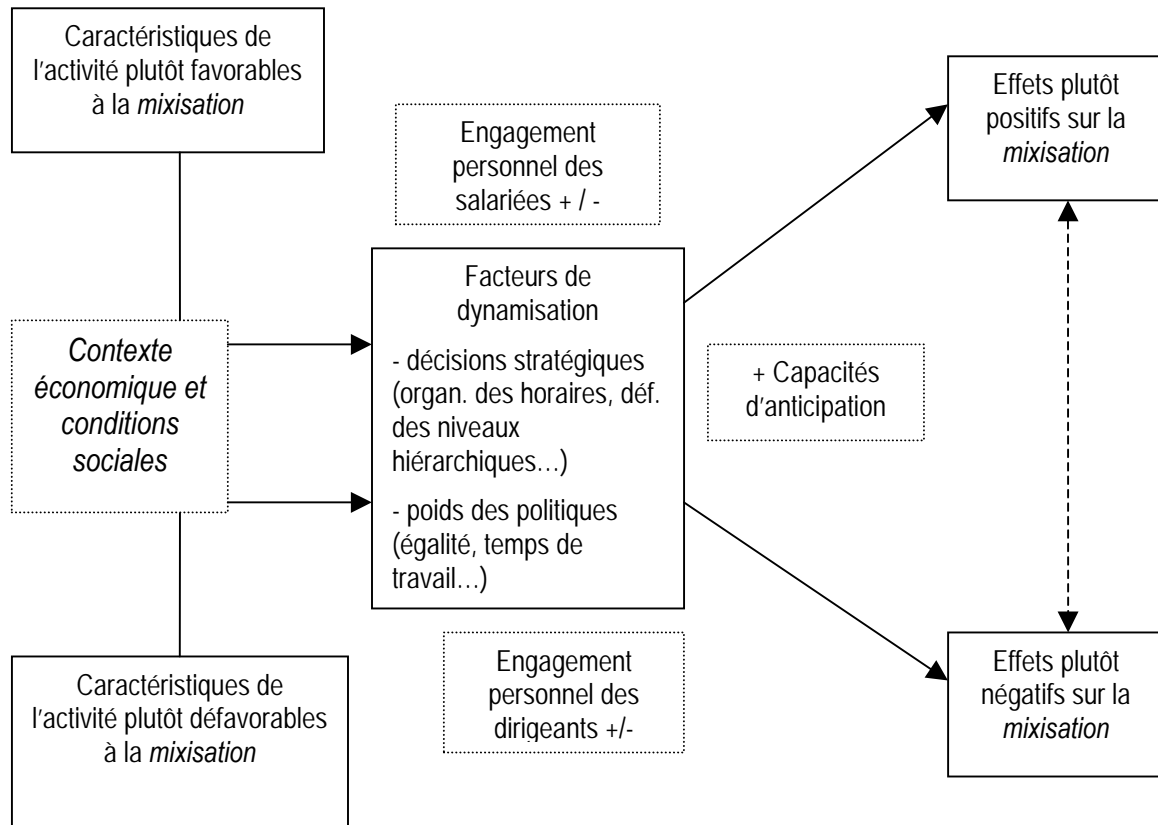 Caractéristiques de
l'activité plutôt favorables
à la mixisation
Engagement
personnel des
salariées + / -
Effets plutôt
positifs sur la
mixisation
Contexte
économique et
conditions
sociales
Facteurs de
dynamisation
- décisions stratégiques
(organ. des horaires, déf.
des niveaux
hiérarchiques…)
- poids des politiques
(égalité, temps de
travail…)
+ Capacités
d'anticipation
Caractéristiques de
l'activité plutôt défavorables
à la mixisation
Engagement
personnel des
dirigeants +/-
Effets plutôt
négatifs sur la
mixisation